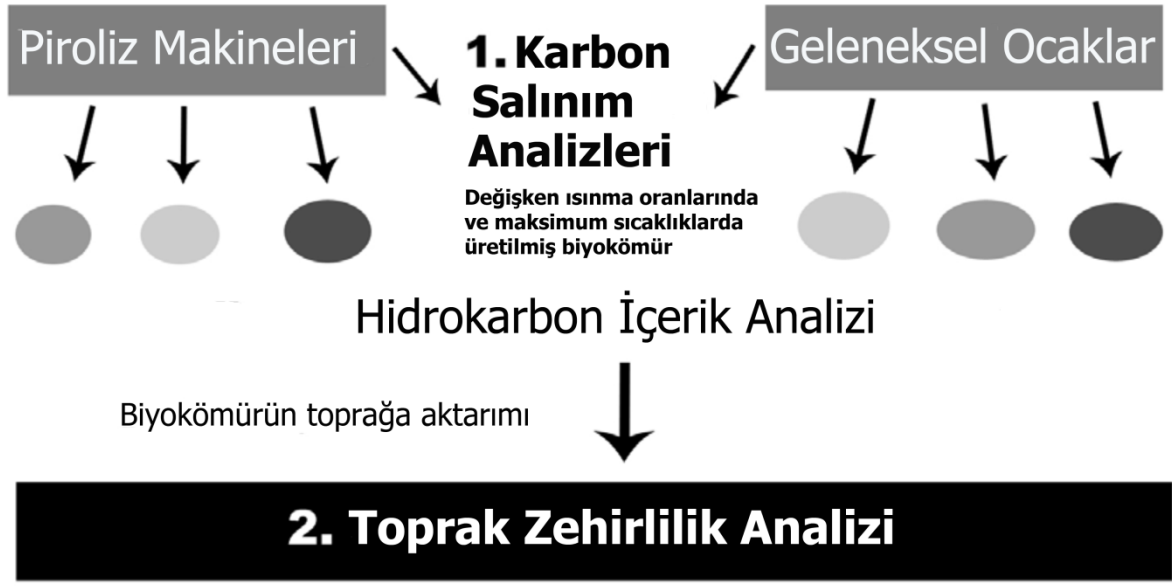 Piroliz Makineleri
1. Karbon
Salınım
Analizleri
Geleneksel Ocaklar
Değişken ısınma oranlarında
ve maksimum sıcaklıklarda
üretilmiş biyokömür
Hidrokarbon İçerik Analizi
Biyokömürün toprağa aktarımı
2. Toprak Zehirlilik Analizi